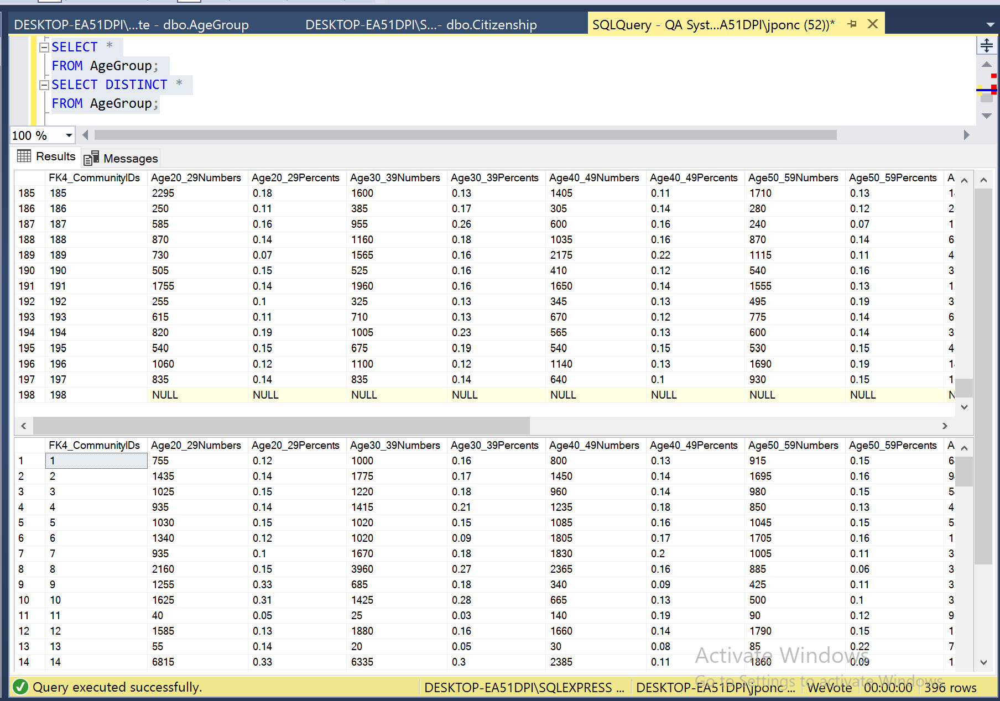 DESKTOP-EA51DPI\...te - dbo.AgeGroup DESKTOP-EA51DPI\S...- dbo.Citizenship SQLQuery - QA Syst...A51DPI\jponc (52))*
SELECT *
FROM AgeGroup;
SELECT DISTINCT *
FROM AgeGroup;
100 %
Results Messages
FK4_CommunityIDs Age20_29Numbers Age20_29Percents Age30_39Numbers Age30_39Percents Age40_49Numbers Age40_49Percents Age50_59Numbers Age50_59Percents A
185 185 2295 0.18 1600 0.13 1405 0.11 1710 0.13 1
186 186 250 0.11 385 0.17 305 0.14 280 0.12 2
187 187 585 0.16 955 0.26 600 0.16 240 0.07 1
188 188 870 0.14 1160 0.18 1035 0.16 870 0.14 6
189 189 730 0.07 1565 0.16 2175 0.22 1115 0.11 4
190 190 505 0.15 525 0.16 410 0.12 540 0.16 3
191 191 1755 0.14 1960 0.16 1650 0.14 1555 0.13 1
192 192 255 0.1 325 0.13 345 0.13 495 0.19 3
193 193 615 0.11 710 0.13 670 0.12 775 0.14 6
194 194 820 0.19 1005 0.23 565 0.13 600 0.14 3
195 195 540 0.15 675 0.19 540 0.15 530 0.15 4
196 196 1060 0.12 1100 0.12 1140 0.13 1690 0.19 1
197 197 835 0.14 835 0.14 640 0.1 930 0.15 1
198 198 NULL NULL NULL NULL NULL NULL NULL NULL N
FK4_CommunityIDs Age20_29Numbers Age20_29Percents Age30_39Numbers Age30_39Percents Age40_49Numbers Age40_49Percents Age50_59Numbers Age50_59Percents A
1 1 755 0.12 1000 0.16 800 0.13 915 0.15 6
2 2 1435 0.14 1775 0.17 1450 0.14 1695 0.16 9
3 3 1025 0.15 1220 0.18 960 0.14 980 0.15 5
4 4 935 0.14 1415 0.21 1235 0.18 850 0.13 4
5 5 1030 0.15 1020 0.15 1085 0.16 1045 0.15 5
6 6 1340 0.12 1020 0.09 1805 0.17 1705 0.16 1
7 7 935 0.1 1670 0.18 1830 0.2 1005 0.11 3
8 8 2160 0.15 3960 0.27 2365 0.16 885 0.06 3
9 9 1255 0.33 685 0.18 340 0.09 425 0.11 3
10 10 1625 0.31 1425 0.28 665 0.13 500 0.1 3
11 11 40 0.05 25 0.03 140 0.19 90 0.12 9
12 12 1585 0.13 1880 0.16 1660 0.14 1790 0.15 1
13 13 55 0.14 20 0.05 30 0.08 85 0.22 7
14 14 6815 0.33 6335 0.3 2385 0.11 1860 0.09 1
Activate Windows
Go to Settings to activate Windows.
Query executed successfully. DESKTOP-EA51DPI\SQLEXPRESS ... DESKTOP-EA51DPI\jponc ... WeVote 00:00:00 396 rows